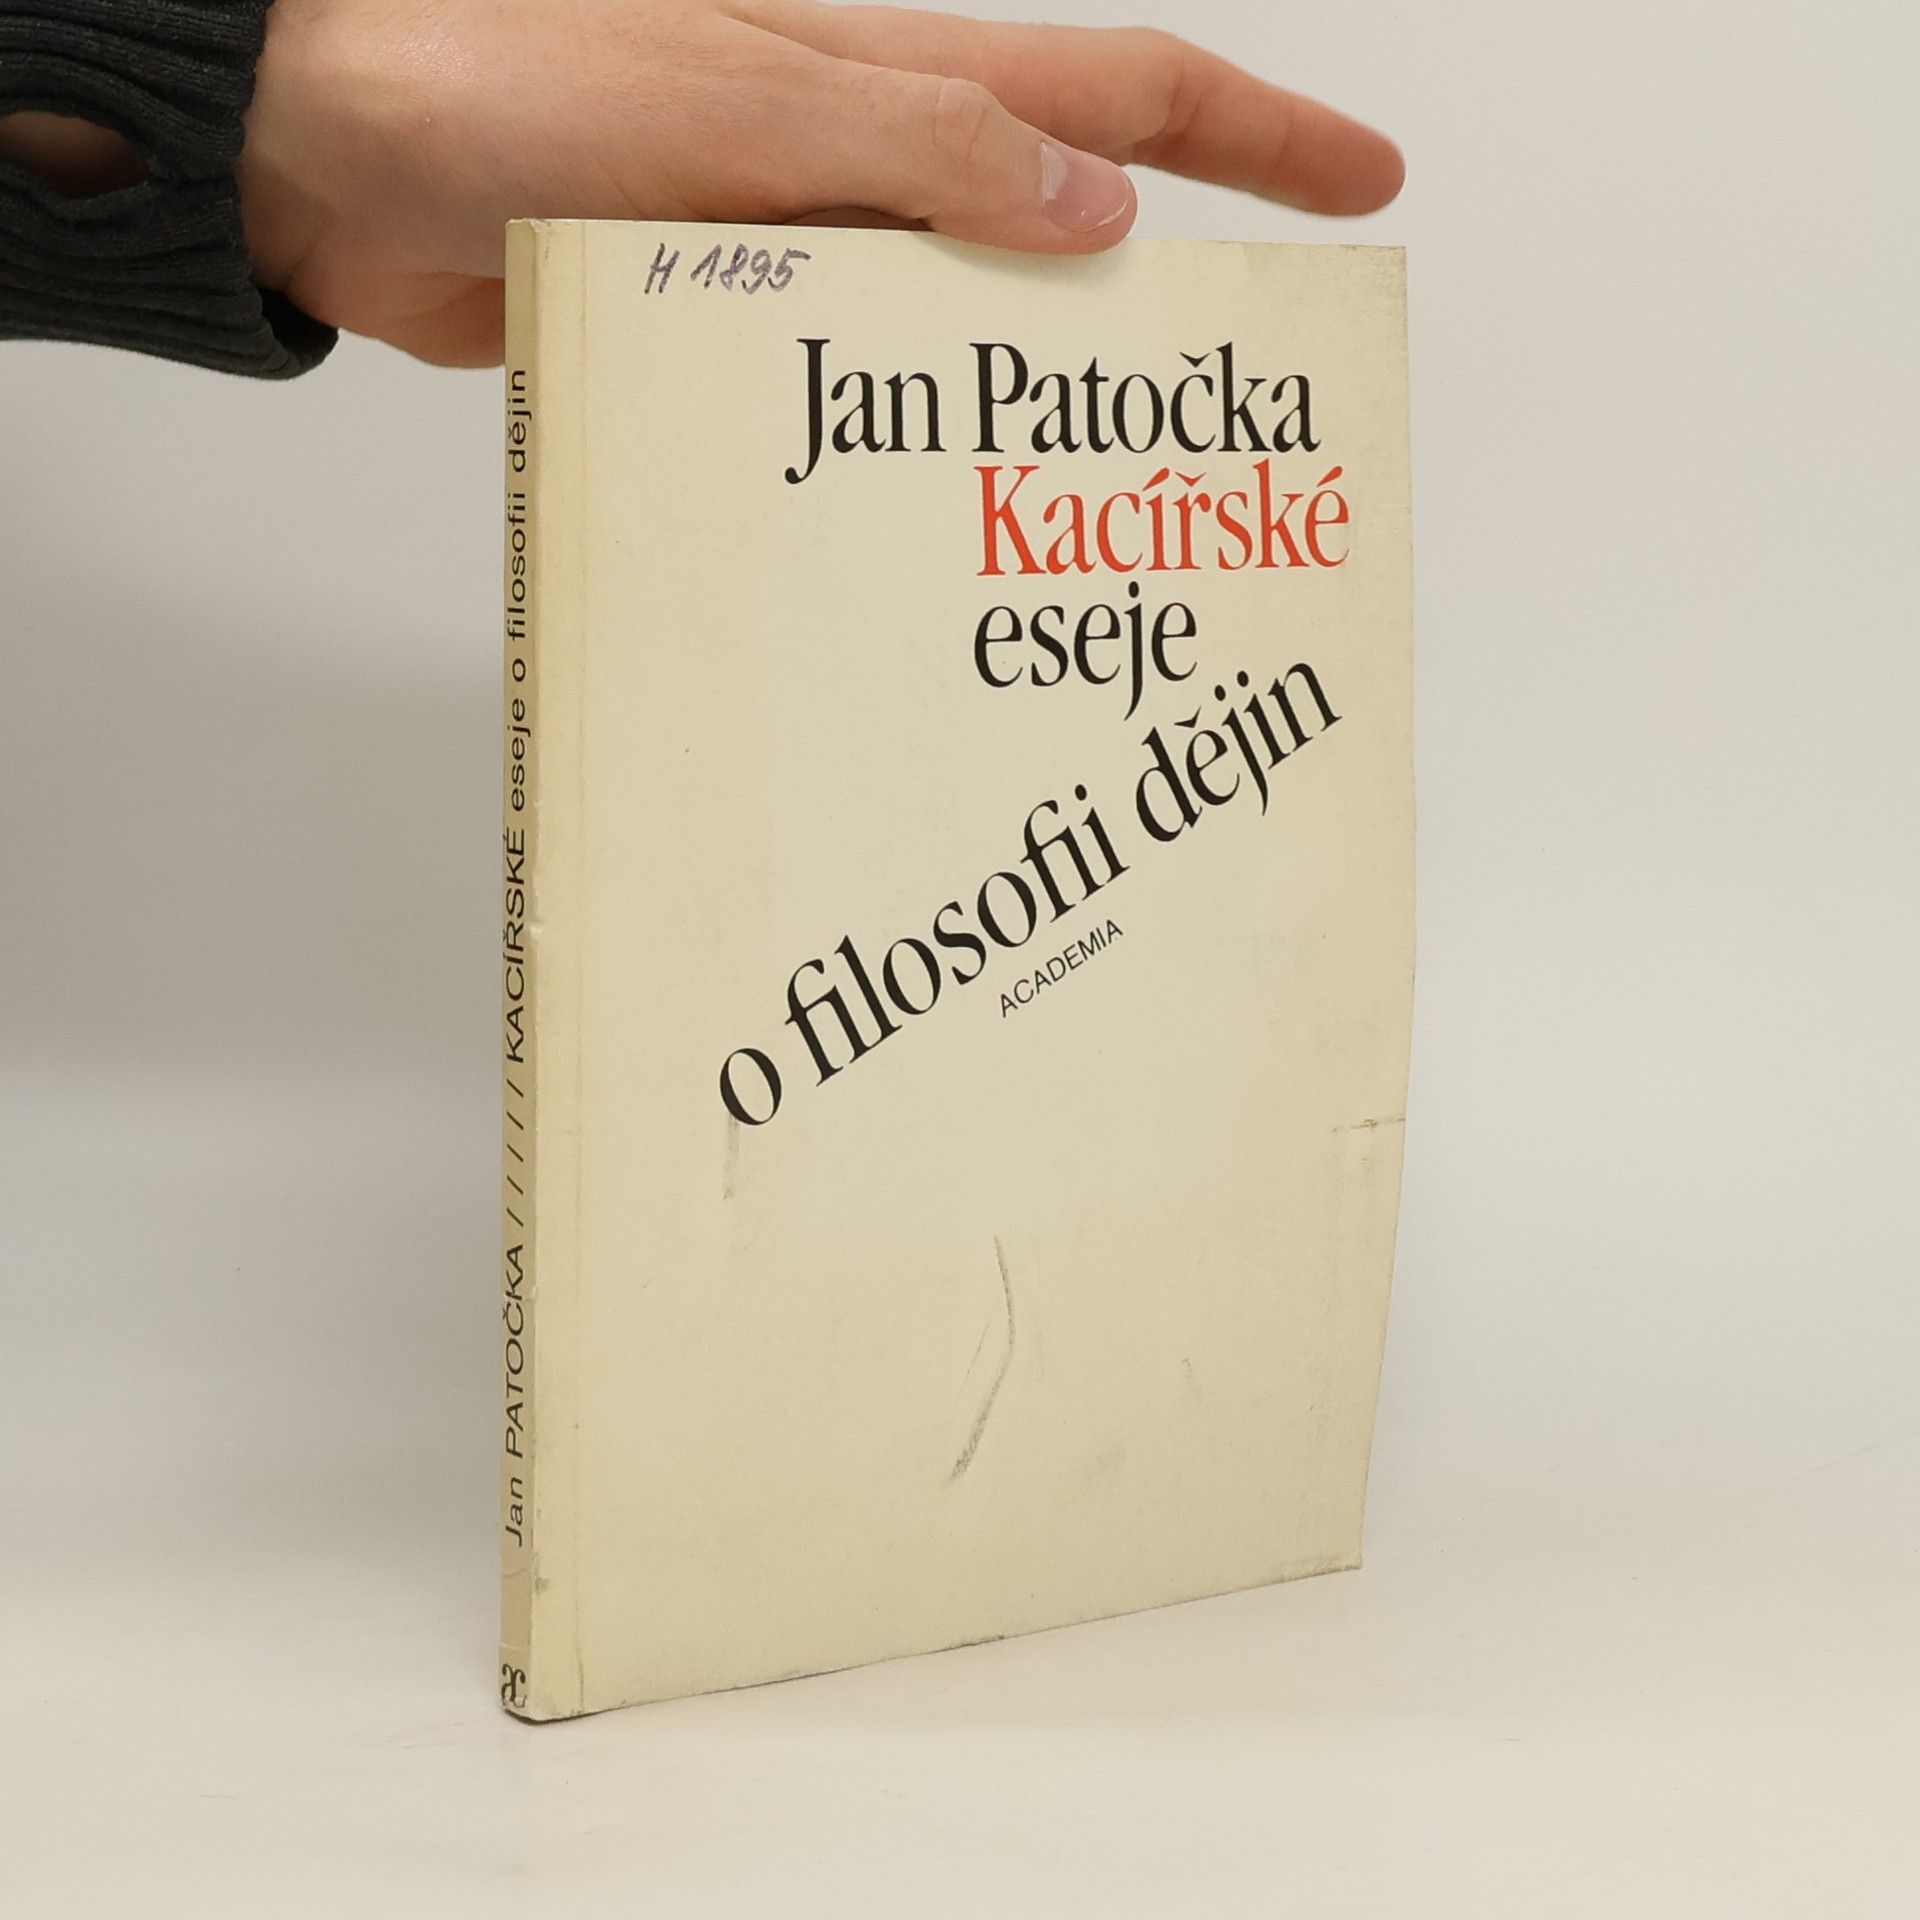 H 1895
Jan Patočka
Kacířské
eseje
o filosofii dějin
ACADEMIA
Jan PATOČKA / / / / / KACÍŘSKÉ eseje o filosofii dějin